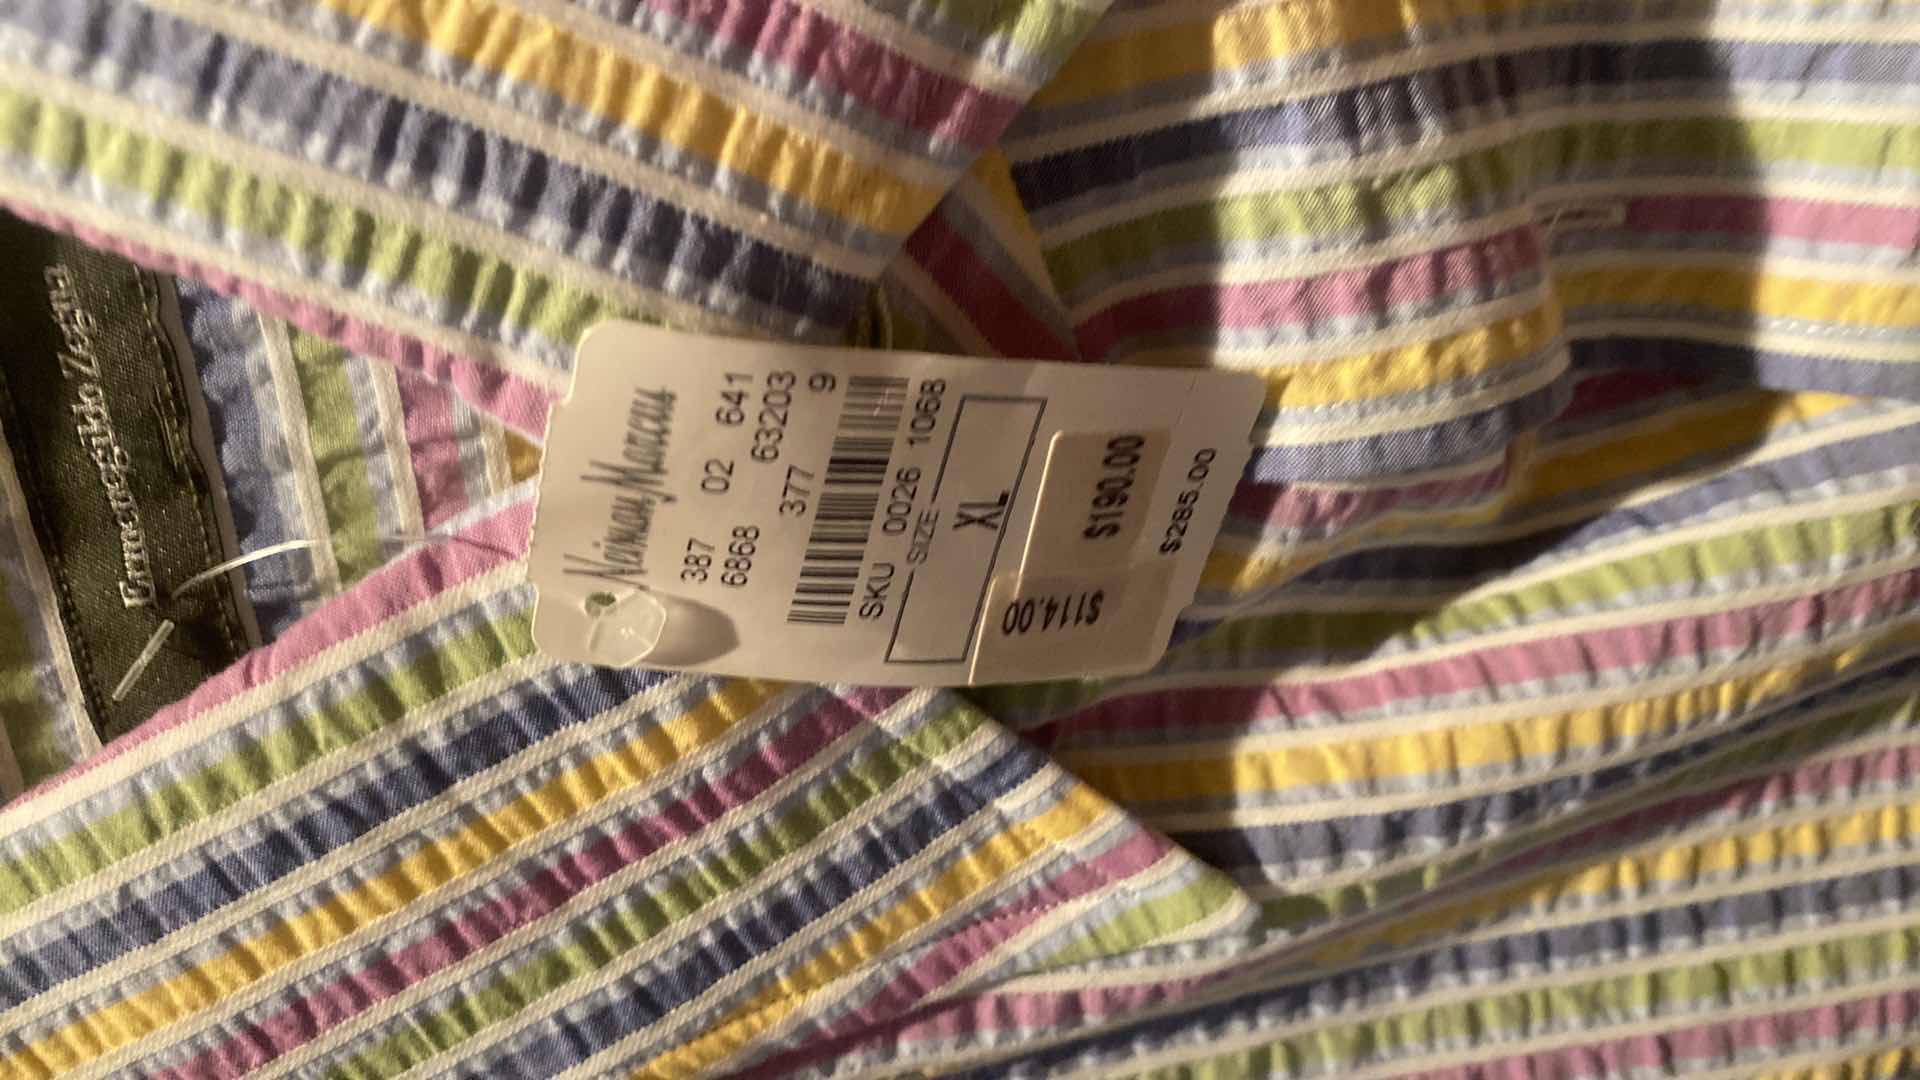 Ermenegildo Zegna
Neiman Marcus
387 02 641
6868 63203
377 9
SKU 0026 1068
SIZE
XL
$190.00
$114.00
$285.00